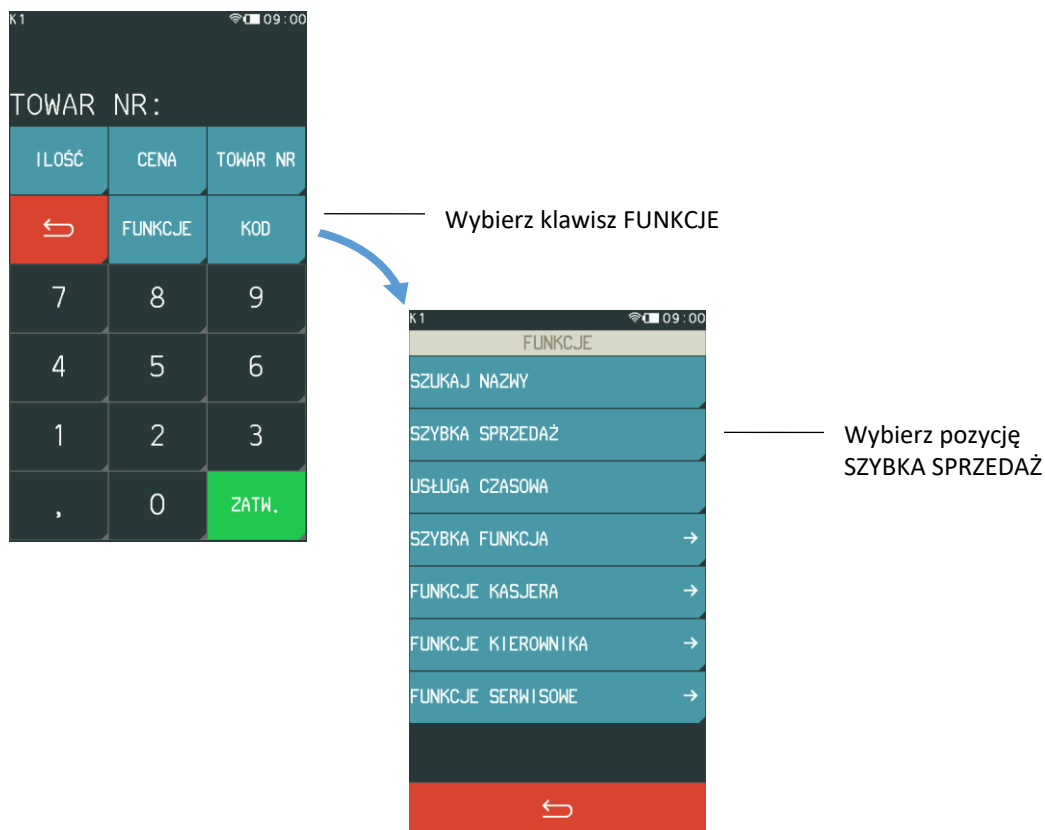 K1 09:00
TOWAR NR:
ILOŚĆ CENA TOWAR NR
FUNKCJE KOD
7 8 9
4 5 6
1 2 3
, 0 ZATW.
Wybierz klawisz FUNKCJE
K1 09:00
FUNKCJE
SZUKAJ NAZWY
SZYBKA SPRZEDAŻ
USŁUGA CZASOWA
SZYBKA FUNKCJA →
FUNKCJE KASJERA →
FUNKCJE KIEROWNIKA →
FUNKCJE SERWISOWE →
Wybierz pozycję
SZYBKA SPRZEDAŻ